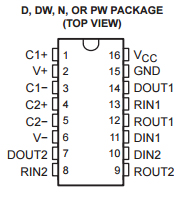 D, DW, N, OR PW PACKAGE
(TOP VIEW)
C1+ 1 16 VCC
V+ 2 15 GND
C1− 3 14 DOUT1
C2+ 4 13 RIN1
C2− 5 12 ROUT1
V− 6 11 DIN1
DOUT2 7 10 DIN2
RIN2 8 9 ROUT2